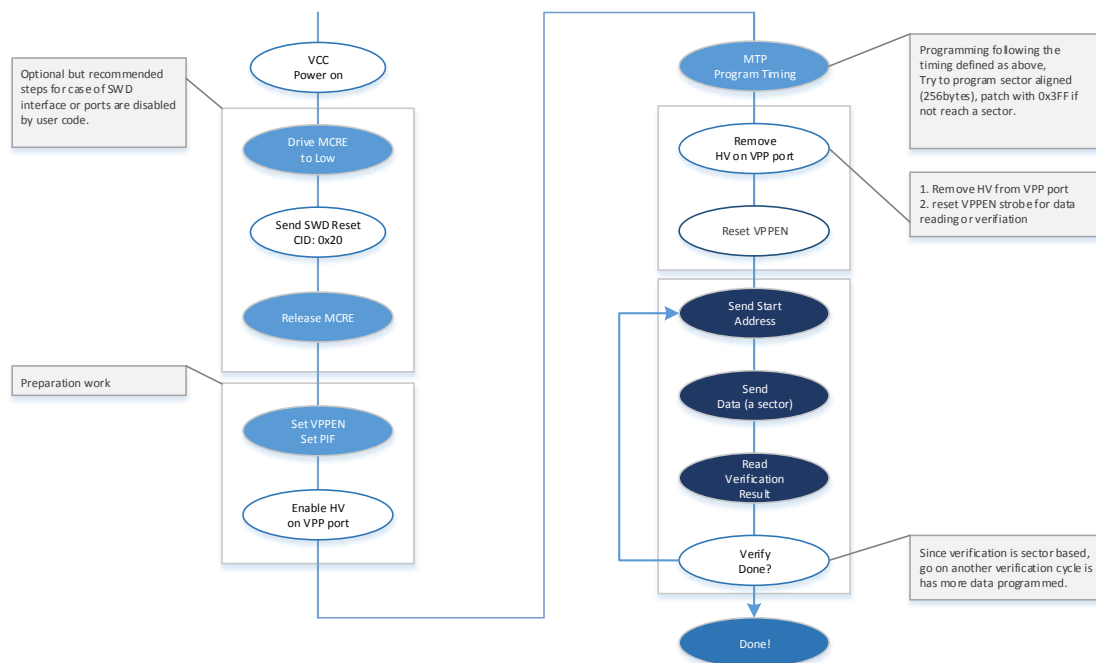 VCC
Power on
Optional but recommended
steps for case of SWD
interface or ports are disabled
by user code.
Drive MCRE
to Low
Send SWD Reset
CID: 0x20
Release MCRE
Preparation work
Set VPPEN
Set PIF
Enable HV
on VPP port
MTP
Program Timing
Programming following the
timing defined as above,
Try to program sector aligned
(256bytes), patch with 0x3FF if
not reach a sector.
Remove
HV on VPP port
1. Remove HV from VPP port
2. reset VPPEN strobe for data
reading or verifiation
Reset VPPEN
Send Start
Address
Send
Data (a sector)
Read
Verification
Result
Verify
Done?
Since verification is sector based,
go on another verification cycle is
has more data programmed.
Done!